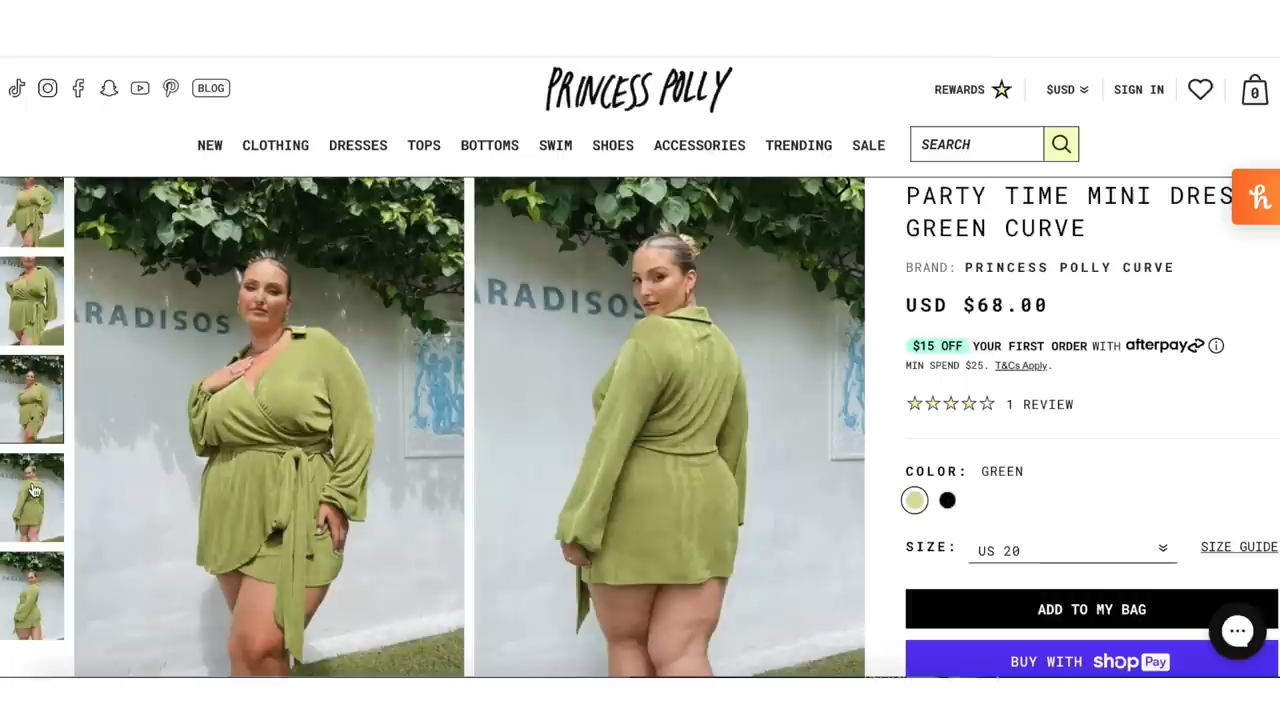 BLOG
PRINCESS POLLY
REWARDS
$USD
SIGN IN
0
NEW
CLOTHING
DRESSES
TOPS
BOTTOMS
SWIM
SHOES
ACCESSORIES
TRENDING
SALE
SEARCH
PARADISOS
ARADISOS
PARTY TIME MINI DRES
GREEN CURVE
BRAND: PRINCESS POLLY CURVE
USD $68.00
$15 OFF YOUR FIRST ORDER WITH afterpay
MIN SPEND $25. T&Cs Apply.
1 REVIEW
COLOR: GREEN
SIZE: US 20
SIZE GUIDE
ADD TO MY BAG
BUY WITH shop Pay
h